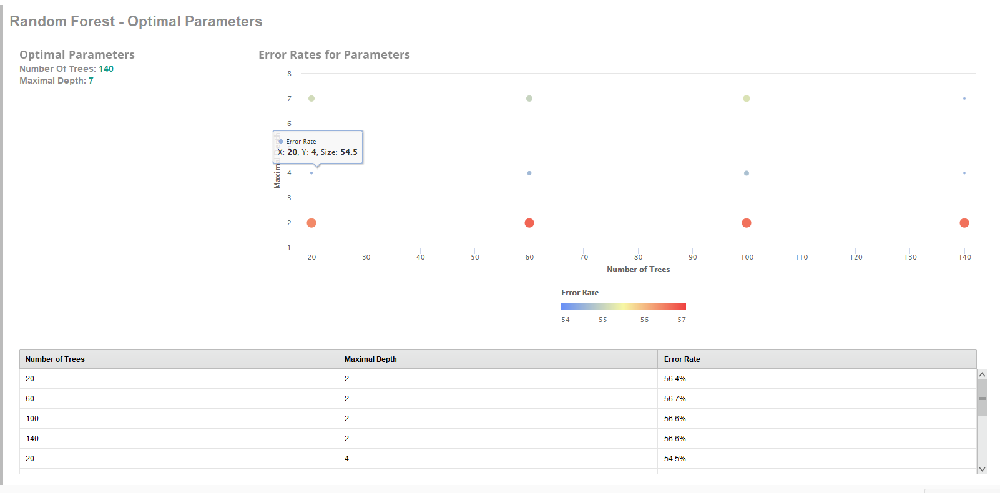 Random Forest - Optimal Parameters
Optimal Parameters
Number Of Trees: 140
Maximal Depth: 7
Error Rates for Parameters
8
7
6
Error Rate
X: 20, Y: 4, Size: 54.5
4
3
2
1
20 30 40 50 60 70 80 90 100 110 120 130 140
Number of Trees
Error Rate
54 55 56 57
Number of Trees Maximal Depth Error Rate
20 2 56.4%
60 2 56.7%
100 2 56.6%
140 2 56.6%
20 4 54.5%